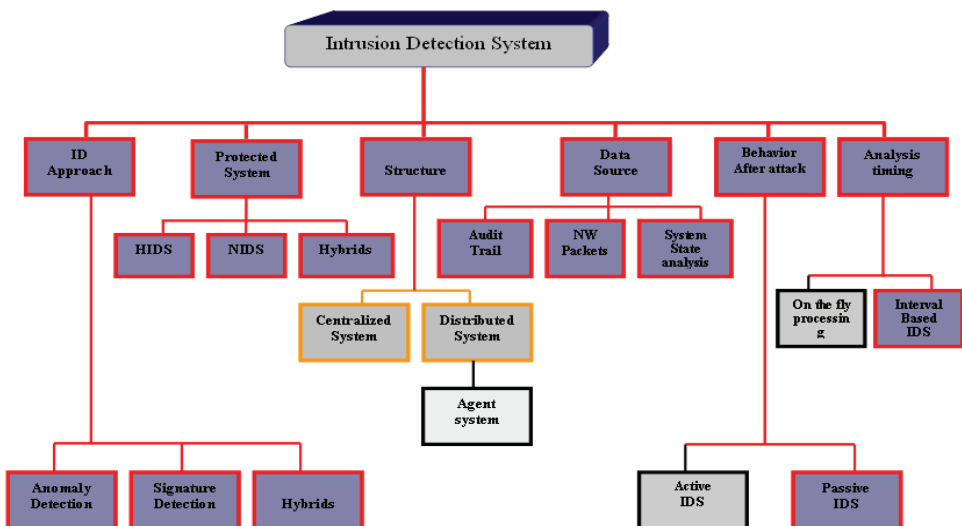 Intrusion Detection System
ID
Approach
Protected
System
Structure
Data
Source
Behavior
After attack
Analysis
timing
HIDS
NIDS
Hybrids
Audit
Trail
NW
Packets
System
State
analysis
Centralized
System
Distributed
System
On the fly
processin
g
Interval
Based
IDS
Agent
system
Anomaly
Detection
Signature
Detection
Hybrids
Active
IDS
Passive
IDS